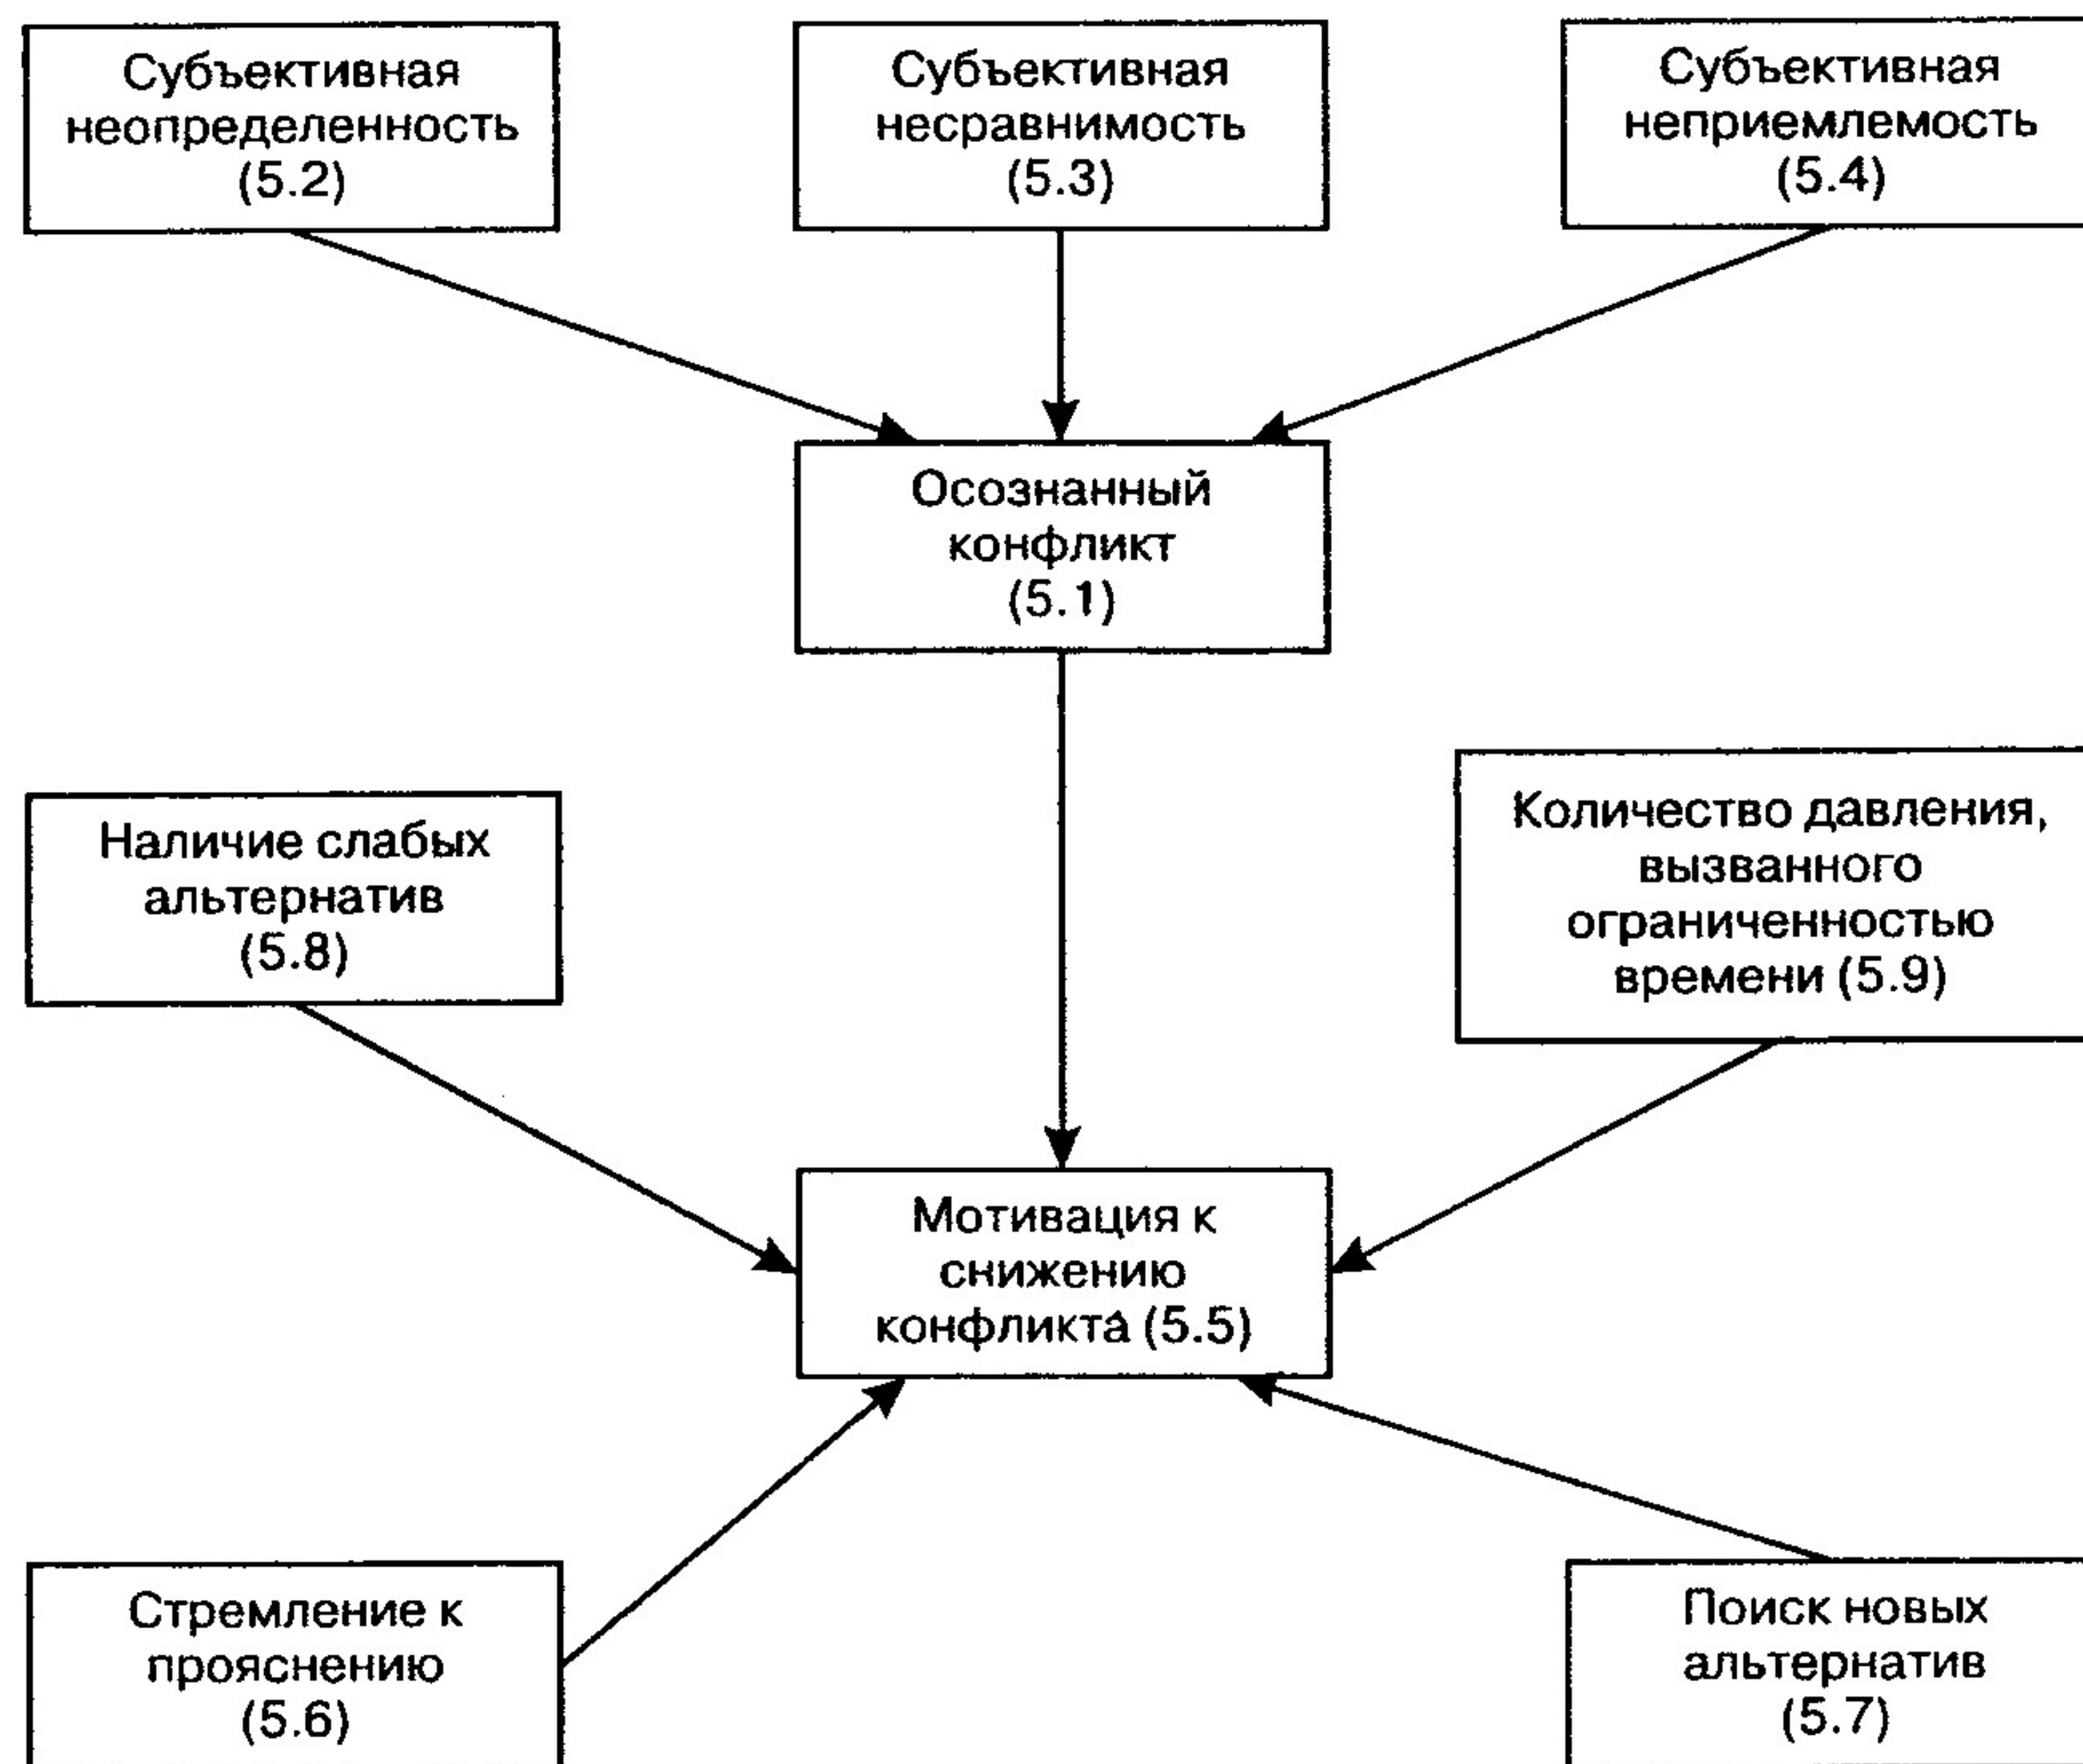 Субъективная
неопределенность
(5.2)
Субъективная
несравнимость
(5.3)
Субъективная
неприемлемость
(5.4)
Осознанный
конфликт
(5.1)
Наличие слабых
альтернатив
(5.8)
Количество давления,
вызванного
ограниченностью
времени (5.9)
Мотивация к
снижению
конфликта (5.5)
Стремление к
прояснению
(5.6)
Поиск новых
альтернатив
(5.7)